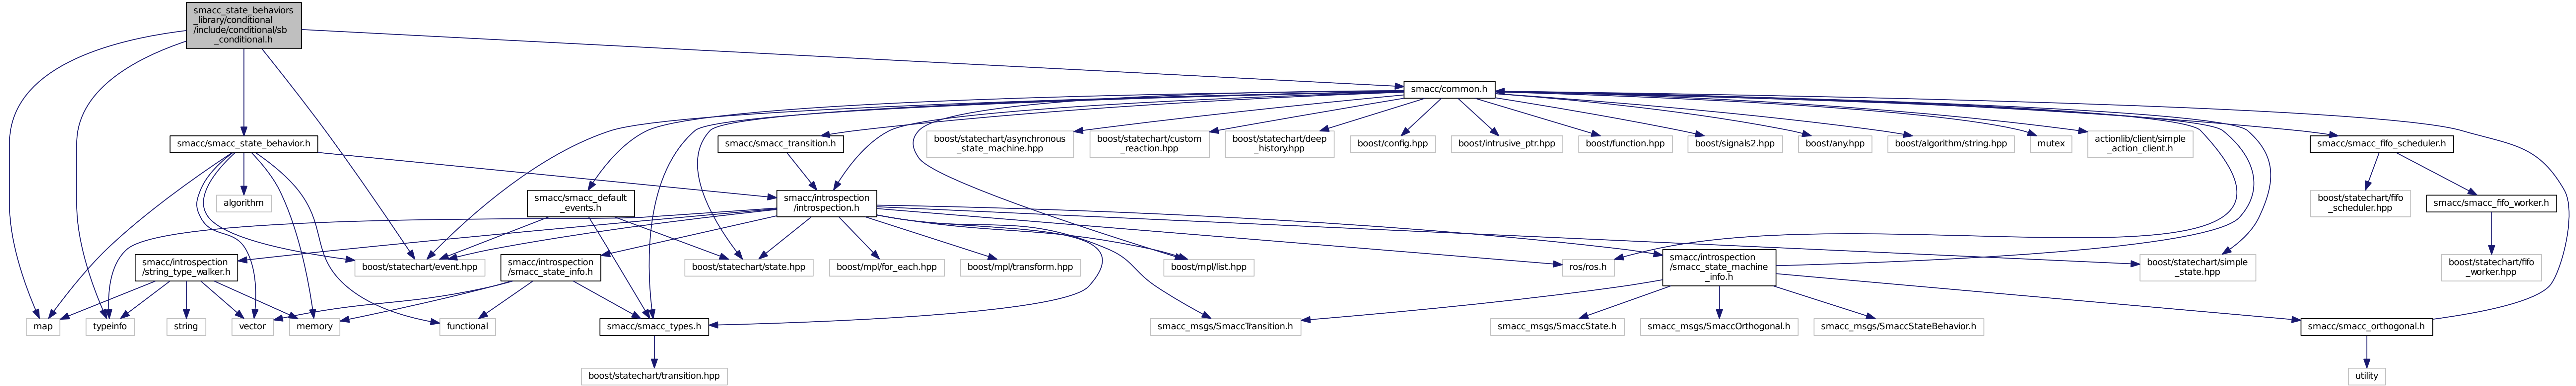 smacc_state_behaviors
_library/conditional
/include/conditional/sb
_conditional.h
smacc/common.h
smacc/smacc_state_behavior.h
smacc/smacc_transition.h
boost/statechart/asynchronous
_state_machine.hpp
boost/statechart/custom
_reaction.hpp
boost/statechart/deep
_history.hpp
boost/config.hpp
boost/intrusive_ptr.hpp
boost/function.hpp
boost/signals2.hpp
boost/any.hpp
boost/algorithm/string.hpp
mutex
actionlib/client/simple
_action_client.h
smacc/smacc_fifo_scheduler.h
algorithm
smacc/smacc_default
_events.h
smacc/introspection
/introspection.h
boost/statechart/fifo
_scheduler.hpp
smacc/smacc_fifo_worker.h
smacc/introspection
/string_type_walker.h
boost/statechart/event.hpp
smacc/introspection
/smacc_state_info.h
boost/statechart/state.hpp
boost/mpl/for_each.hpp
boost/mpl/transform.hpp
boost/mpl/list.hpp
ros/ros.h
smacc/introspection
/smacc_state_machine
_info.h
boost/statechart/simple
_state.hpp
boost/statechart/fifo
_worker.hpp
map
typeinfo
string
vector
memory
functional
smacc/smacc_types.h
smacc_msgs/SmaccTransition.h
smacc_msgs/SmaccState.h
smacc_msgs/SmaccOrthogonal.h
smacc_msgs/SmaccStateBehavior.h
smacc/smacc_orthogonal.h
boost/statechart/transition.hpp
utility